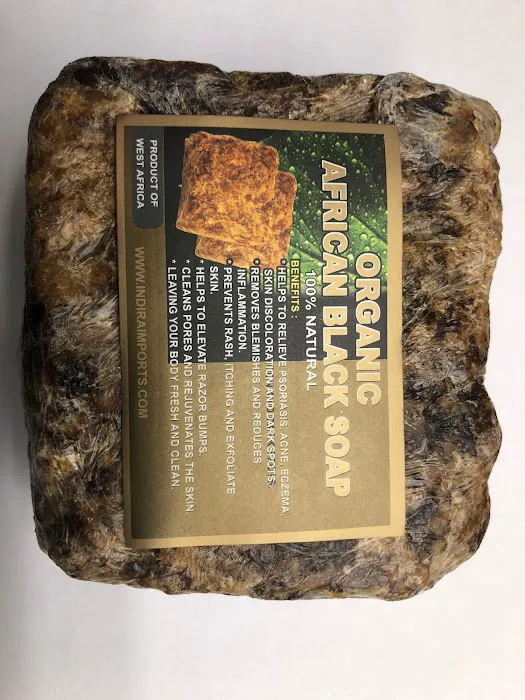 ORGANIC
AFRICAN BLACK SOAP
100% NATURAL
BENEFITS :
* HELPS TO RELIEVE PSORIASIS, ACNE, ECZEMA,
SKIN DISCOLORATION AND DARK SPOTS.
* REMOVES BLEMISHES AND REDUCES
INFLAMMATION.
* PREVENTS RASH, ITCHING AND EXFOLIATE
SKIN.
* HELPS TO ELEVATE RAZOR BUMPS.
* CLEANS PORES AND REJUVENATES THE SKIN.
* LEAVING YOUR BODY FRESH AND CLEAN.
PRODUCT OF
WEST AFRICA
WWW.INDIRAIMPORTS.COM